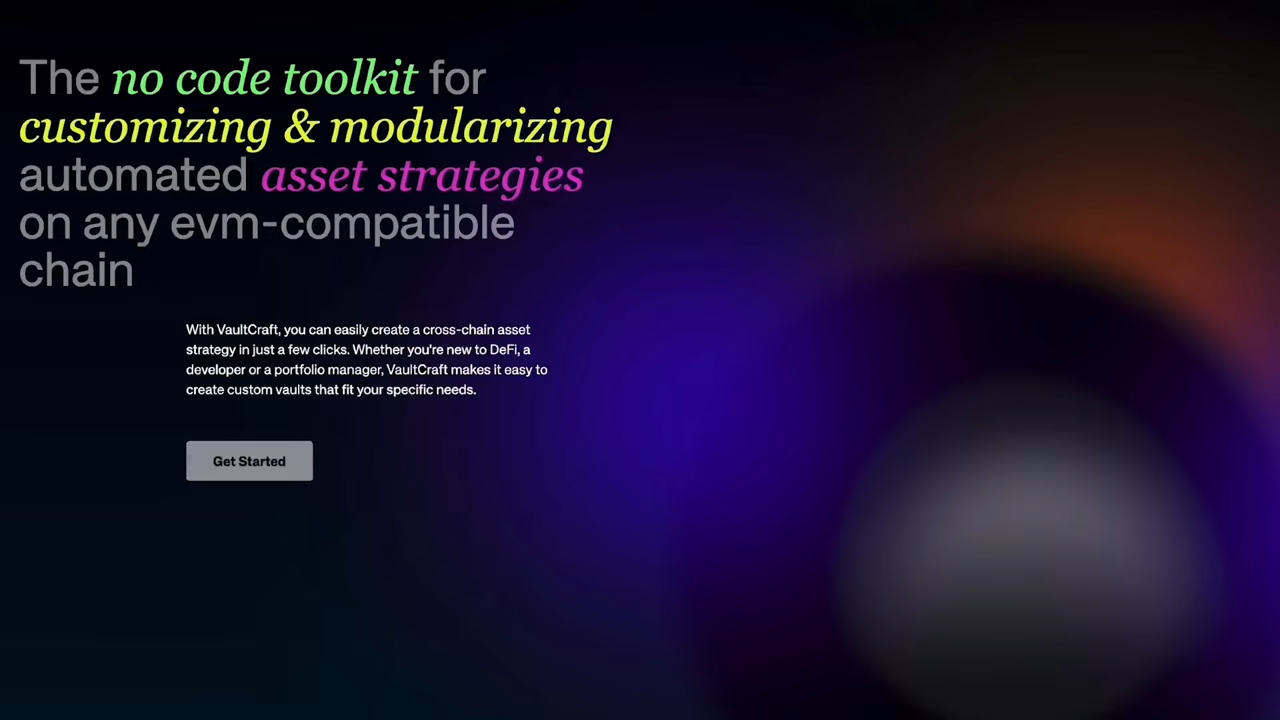 The no code toolkit for
customizing & modularizing
automated asset strategies
on any evm-compatible
chain
With VaultCraft, you can easily create a cross-chain asset
strategy in just a few clicks. Whether you're new to DeFi, a
developer or a portfolio manager, VaultCraft makes it easy to
create custom vaults that fit your specific needs.
Get Started